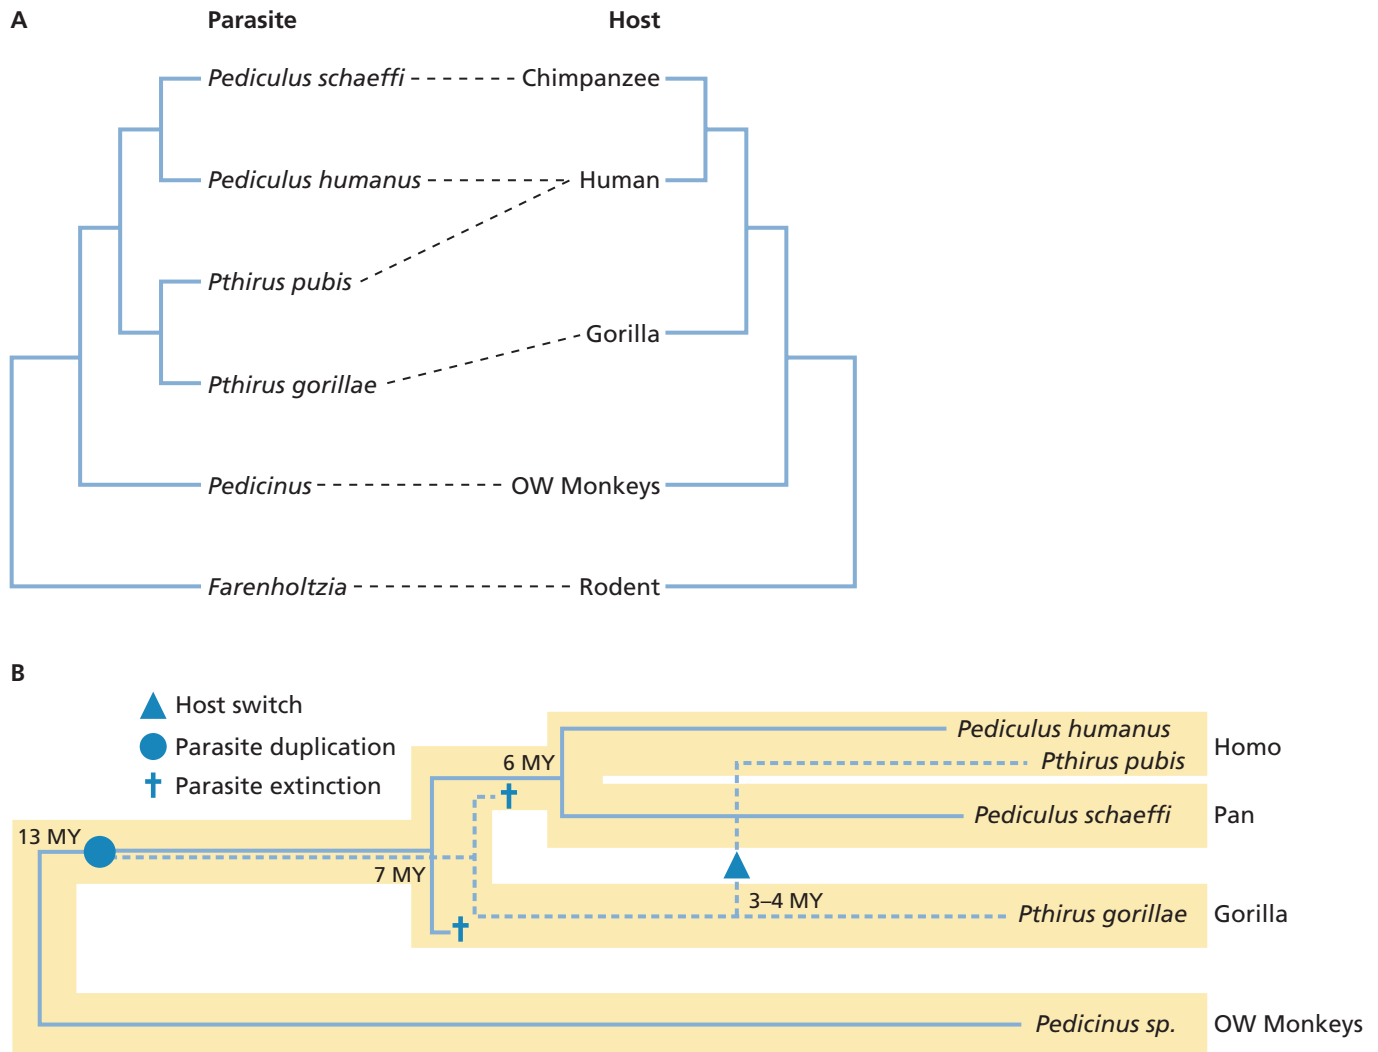 A
Parasite Host
Pediculus schaeffi Chimpanzee
Pediculus humanus Human
Pthirus pubis
Gorilla
Pthirus gorillae
Pedicinus OW Monkeys
Farenholtzia Rodent
B
Host switch
Parasite duplication
Parasite extinction
13 MY
7 MY
6 MY
3–4 MY
Pediculus humanus
Pthirus pubis
Homo
Pediculus schaeffi Pan
Pthirus gorillae Gorilla
Pedicinus sp. OW Monkeys